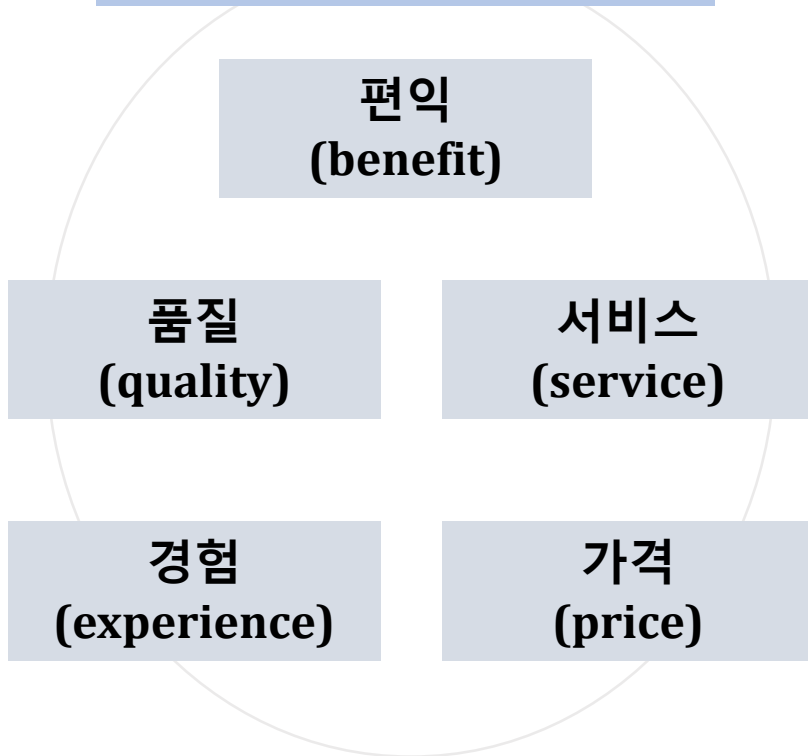 편익
(benefit)
품질
(quality)
서비스
(service)
경험
(experience)
가격
(price)